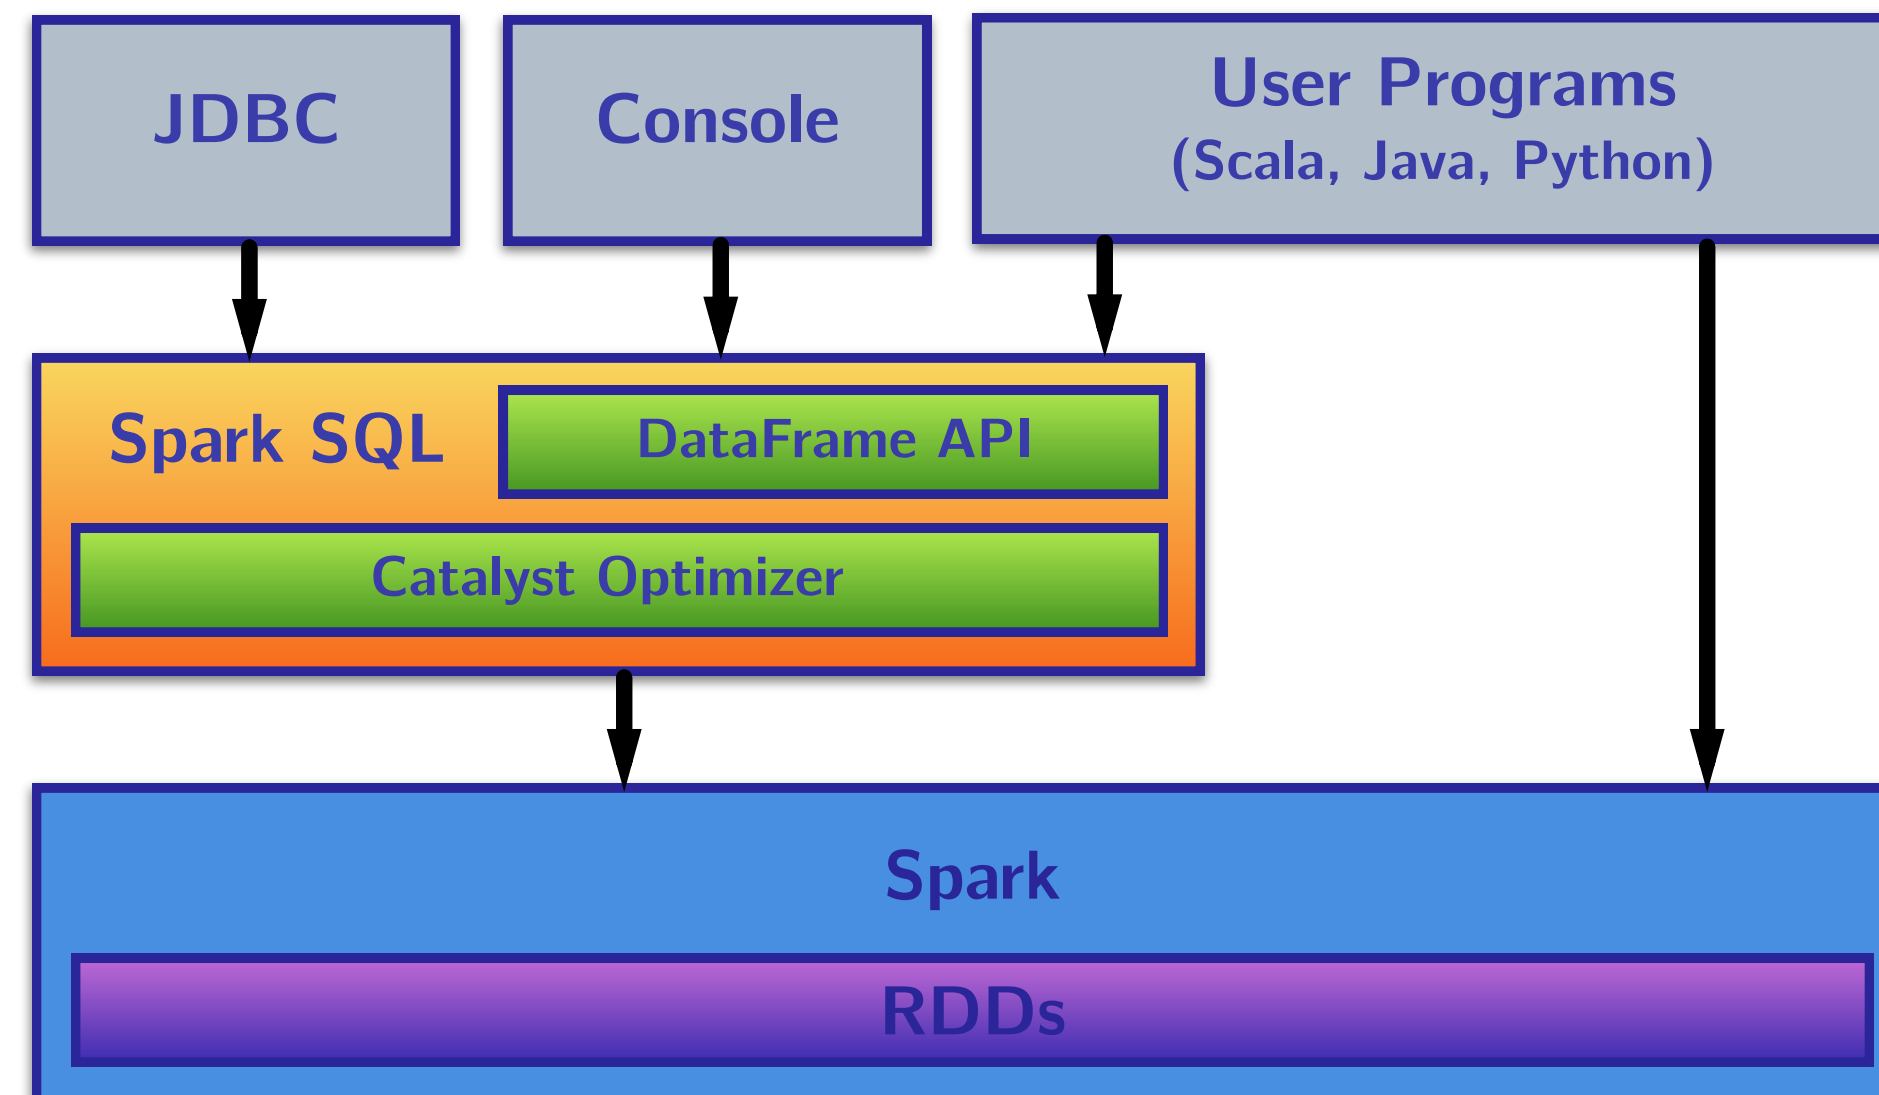 JDBC
Console
User Programs
(Scala, Java, Python)
Spark SQL
DataFrame API
Catalyst Optimizer
Spark
RDDs